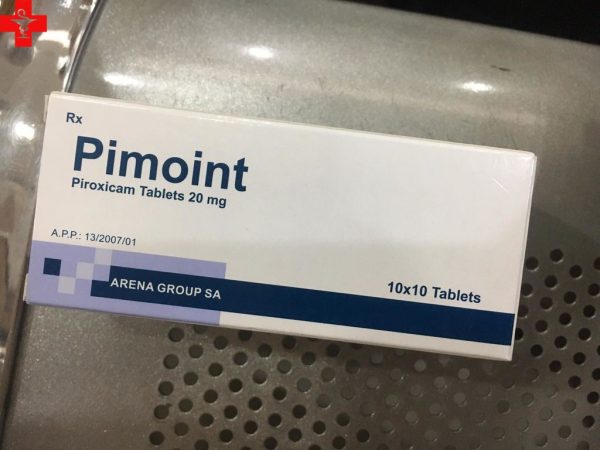 Rx
Pimoint
Piroxicam Tablets 20 mg
A.P.P.: 13/2007/01
ARENA GROUP SA
10x10 Tablets